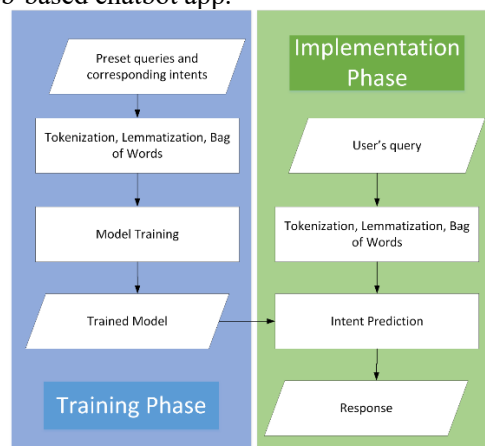 b-based chatbot app.
Preset queries and
corresponding intents
Tokenization, Lemmatization, Bag
of Words
Model Training
Trained Model
Training Phase
Implementation
Phase
User's query
Tokenization, Lemmatization, Bag
of Words
Intent Prediction
Response